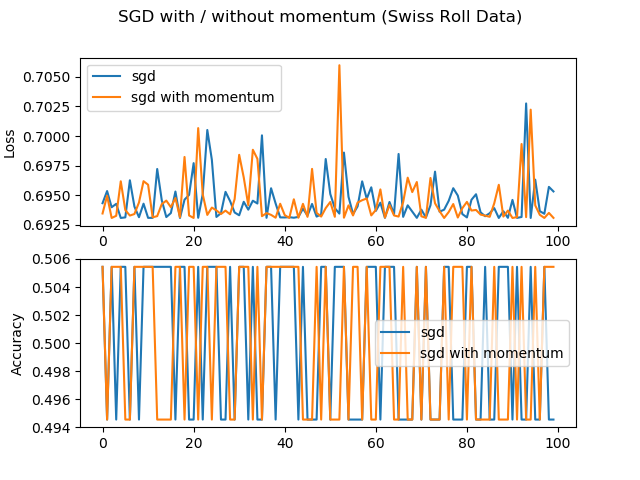 SGD with / without momentum (Swiss Roll Data)
Loss
0.7050
0.7025
0.7000
0.6975
0.6950
0.6925
sgd
sgd with momentum
0 20 40 60 80 100
Accuracy
0.506
0.504
0.502
0.500
0.498
0.496
0.494
sgd
sgd with momentum
0 20 40 60 80 100